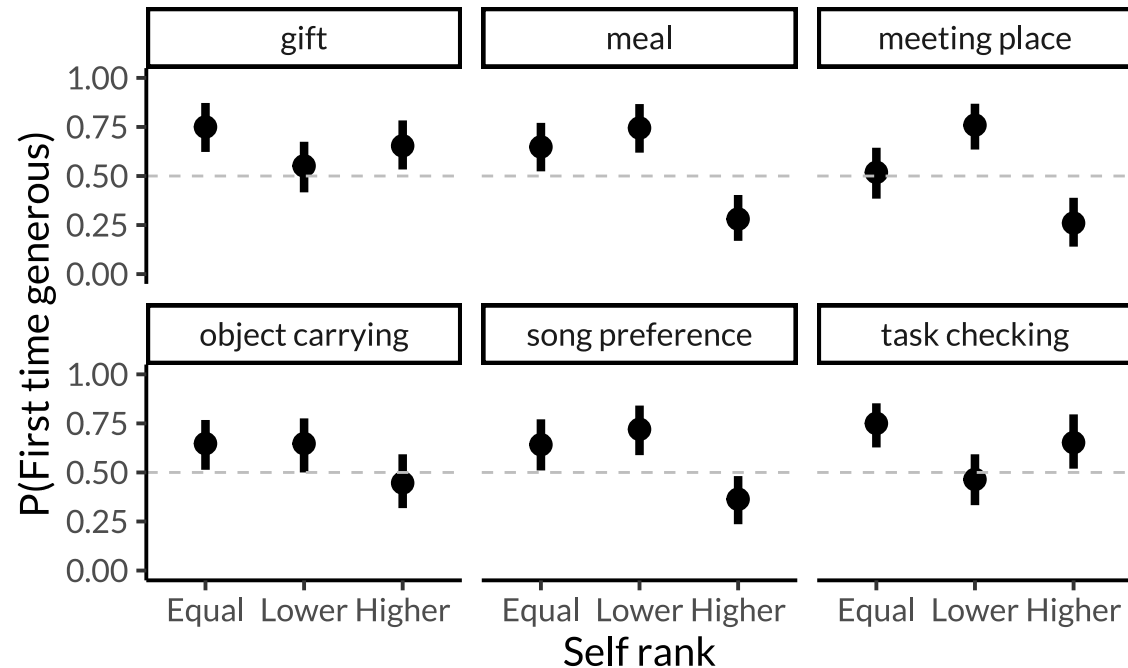 gift meal meeting place
1.00
0.75
0.50
0.25
0.00
object carrying song preference task checking
1.00
0.75
0.50
0.25
0.00
P(First time generous)
Equal Lower Higher Equal Lower Higher Equal Lower Higher
Self rank